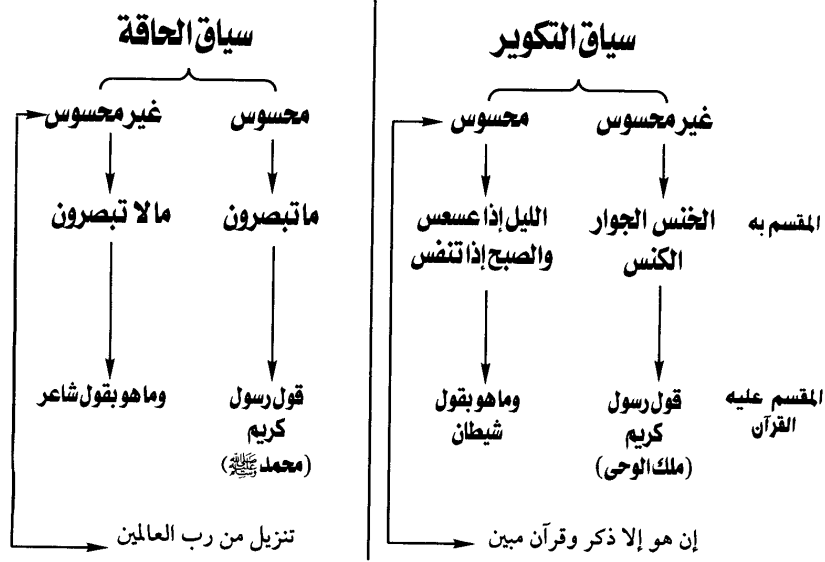 سياق التكوير
غير محسوس
محسوس
المقسم به
الخنس الجوار
الكنس
الليل إذا عسعس
والصبح إذا تنفس
المقسم عليه
القرآن
قول رسول
كريم
(ملك الوحى)
وما هو بقول
شيطان
إن هو إلا ذكر وقرآن مبين
سياق الحاقة
محسوس
غير محسوس
ما تبصرون
ما لا تبصرون
قول رسول
كريم
(محمد ﷺ)
وما هو بقول شاعر
تنزيل من رب العالمين